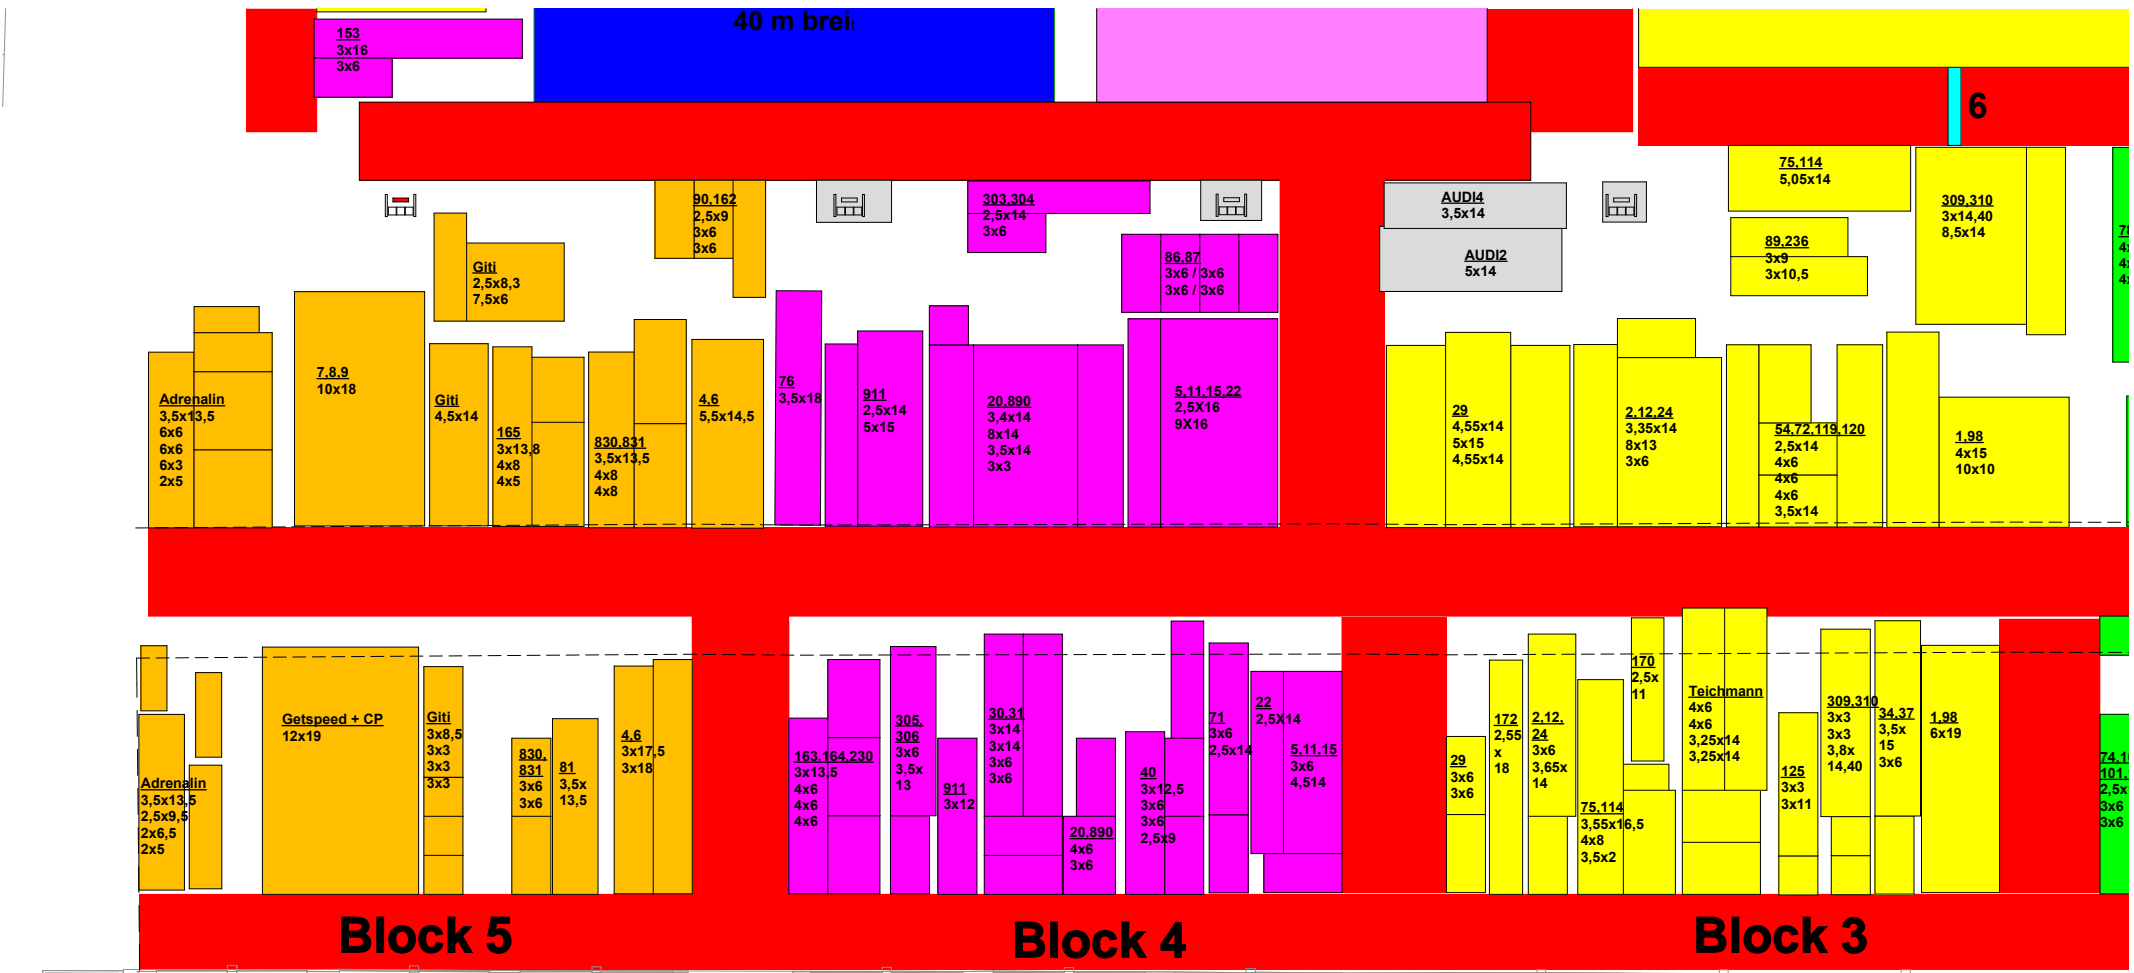 40 m breit
153
3x16
3x6
6
90,162
2,5x9
3x6
3x6
303,304
2,5x14
3x6
AUDI4
3,5x14
AUDI2
5x14
75,114
5,05x14
309,310
3x14,40
8,5x14
89,236
3x9
3x10,5
86,87
3x6 / 3x6
3x6 / 3x6
Giti
2,5x8,3
7,5x6
Adrenalin
3,5x13,5
6x6
6x6
6x3
2x5
7,8,9
10x18
Giti
4,5x14
165
3x13,8
4x8
4x5
830,831
3,5x13,5
4x8
4x8
4,6
5,5x14,5
76
3,5x18
911
2,5x14
5x15
20,890
3,4x14
8x14
3,5x14
3x3
5,11,15,22
2,5X16
9X16
29
4,55x14
5x15
4,55x14
2,12,24
3,35x14
8x13
3x6
54,72,119,120
2,5x14
4x6
4x6
4x6
3,5x14
1,98
4x15
10x10
Adrenalin
3,5x13,5
2,5x9,5
2x6,5
2x5
Getspeed + CP
12x19
Giti
3x8,5
3x3
3x3
3x3
830,
831
3x6
3x6
81
3,5x
13,5
4,6
3x17,5
3x18
163,164,230
3x13,5
4x6
4x6
4x6
305,
306
3x6
3,5x
13
911
3x12
30,31
3x14
3x14
3x6
3x6
20,890
4x6
3x6
40
3x12,5
3x6
3x6
2,5x9
71
3x6
2,5x14
22
2,5X14
5,11,15
3x6
4,514
29
3x6
3x6
172
2,55
x
18
2,12,
24
3x6
3,65x
14
75,114
3,55x16,5
4x8
3,5x2
170
2,5x
11
Teichmann
4x6
4x6
3,25x14
3,25x14
125
3x3
3x11
309,310
3x3
3x3
3,8x
14,40
34,37
3,5x
15
3x6
1,98
6x19
3x6
3x6
Block 5
Block 4
Block 3